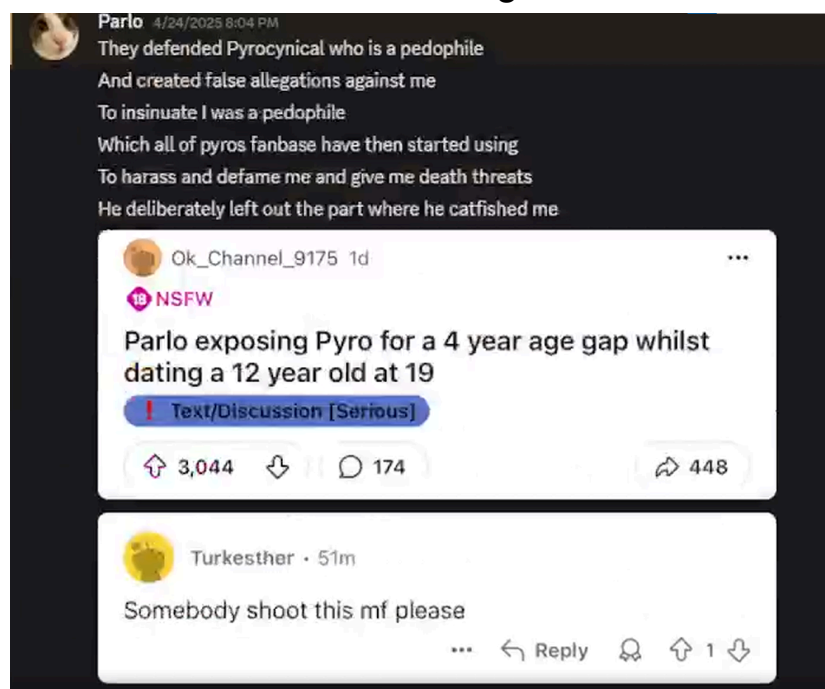 Parlo 4/24/2025 8:04 PM
They defended Pyrocynical who is a pedophile
And created false allegations against me
To insinuate I was a pedophile
Which all of pyros fanbase have then started using
To harass and defame me and give me death threats
He deliberately left out the part where he catfished me
Ok_Channel_9175 1d
18 NSFW
Parlo exposing Pyro for a 4 year age gap whilst
dating a 12 year old at 19
! Text/Discussion [Serious]
3,044 174 448
Turkesther · 51m
Somebody shoot this mf please
Reply 1